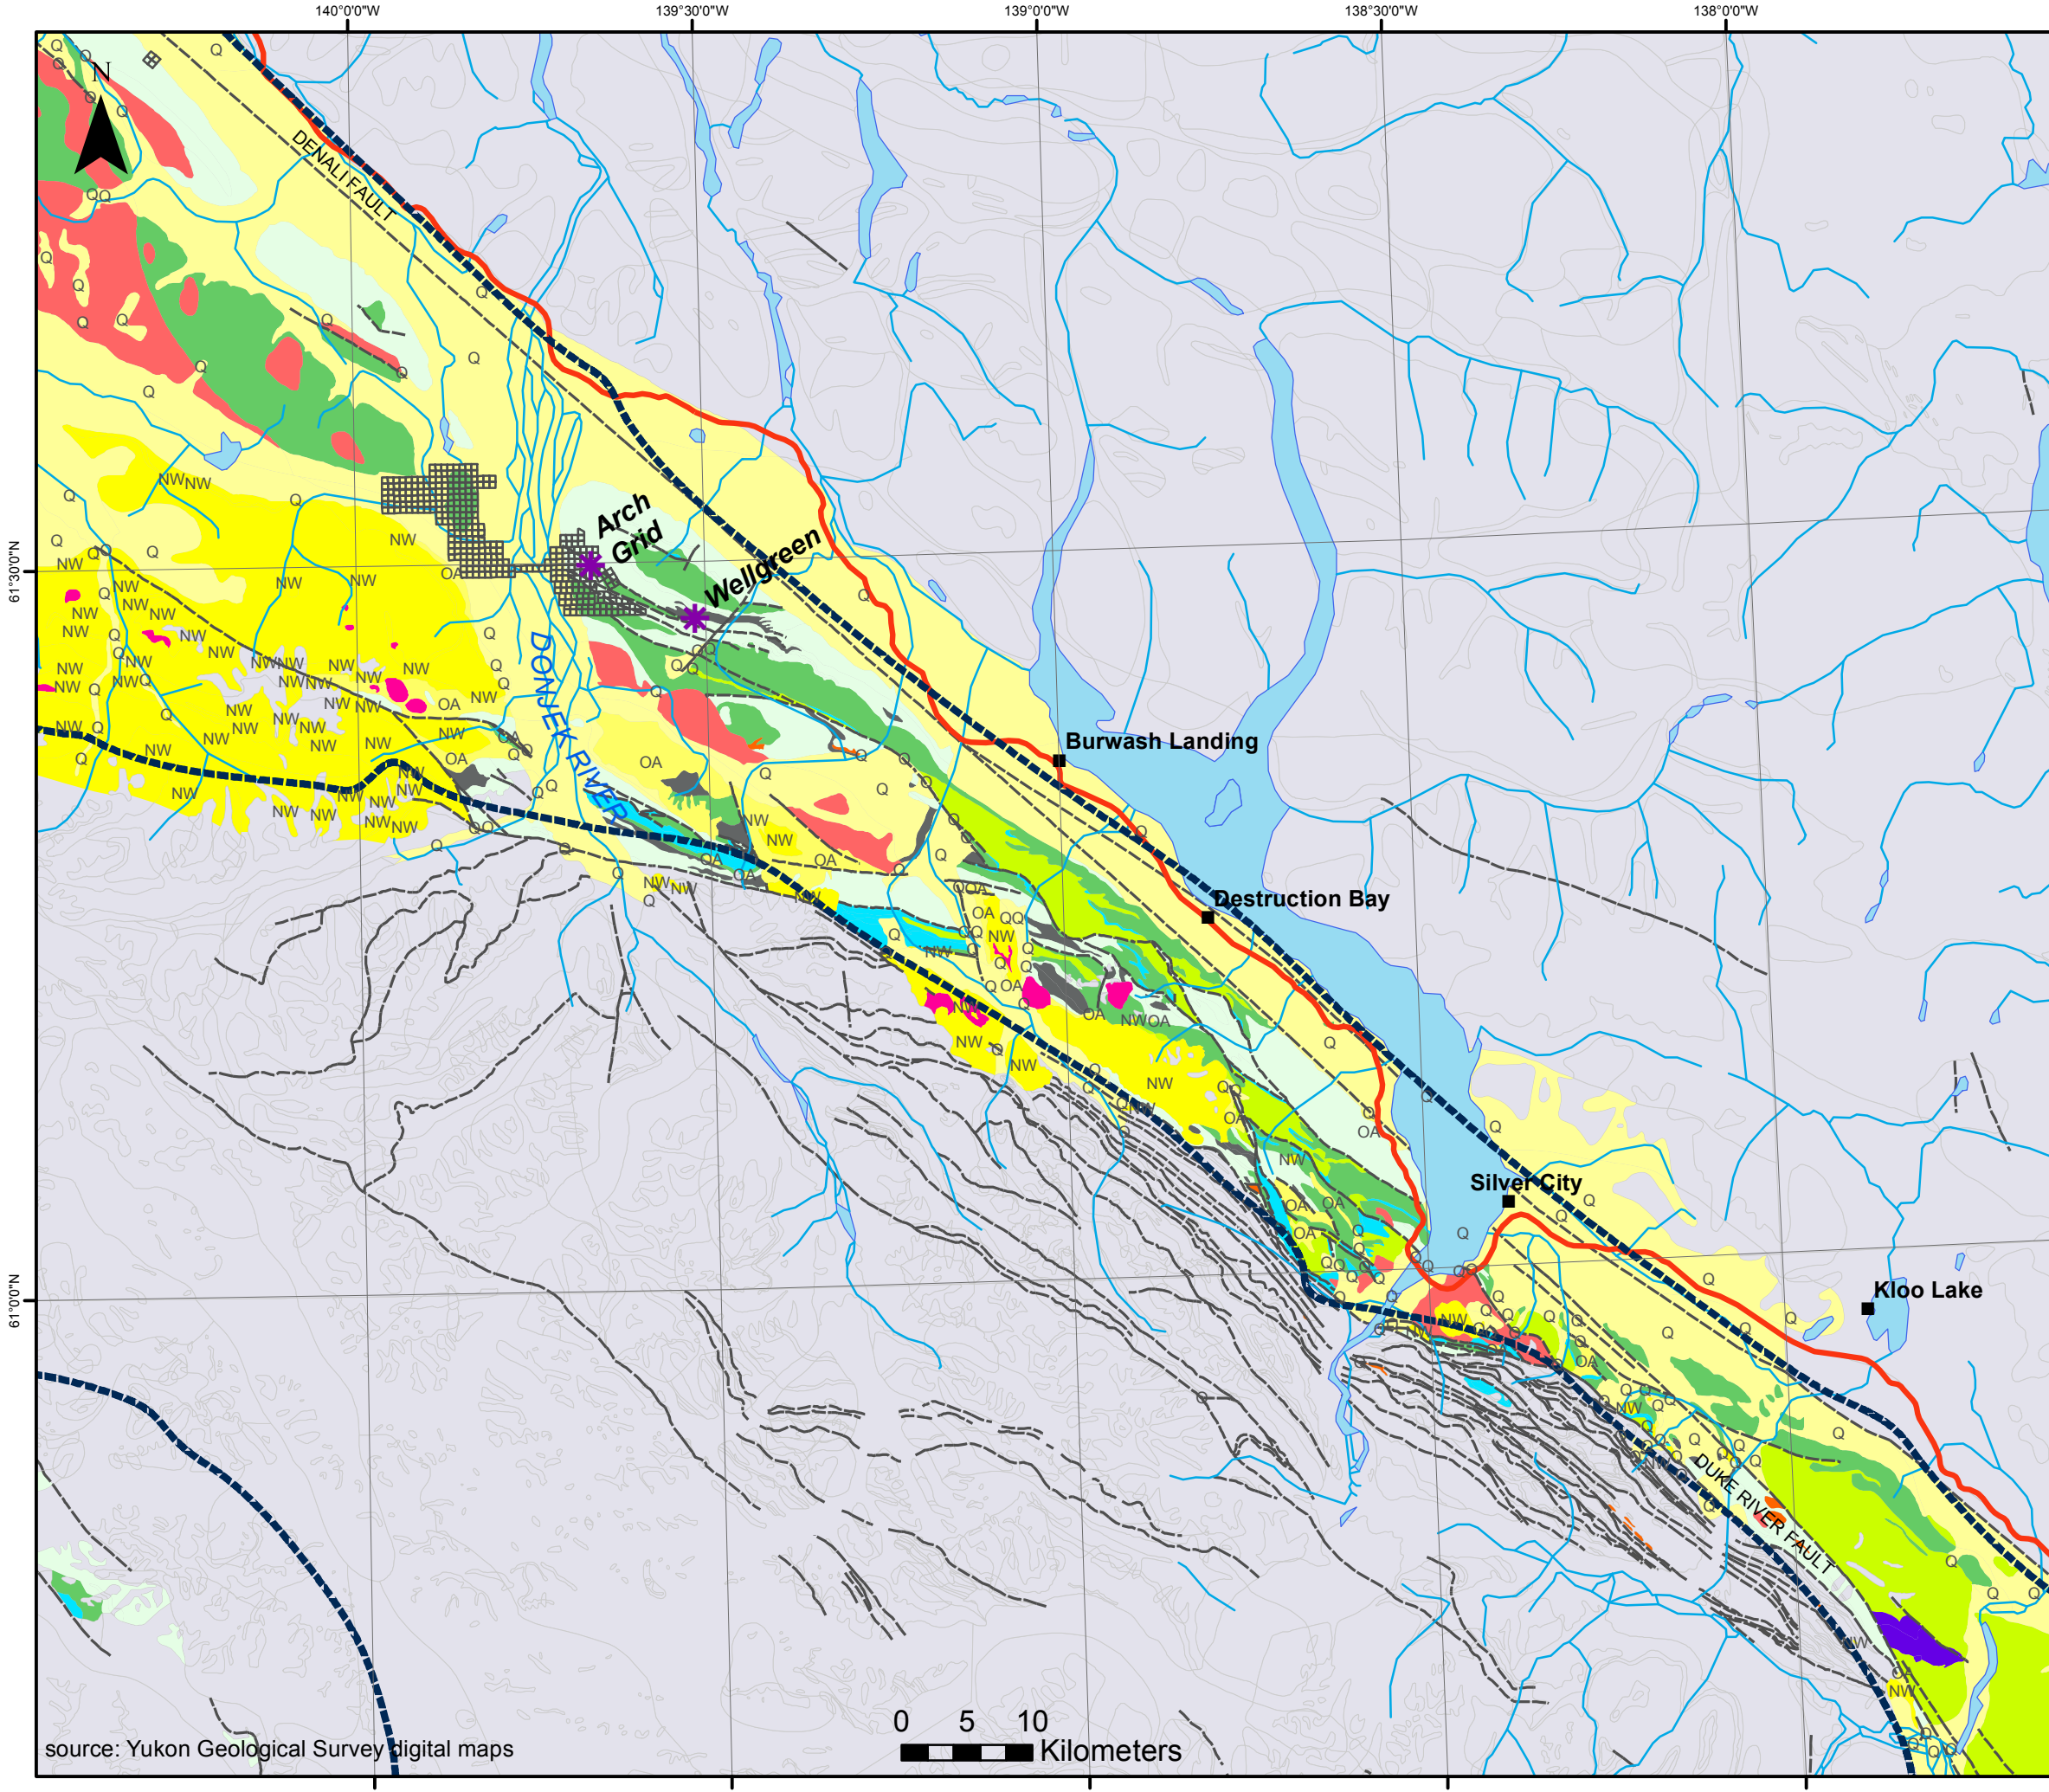 140°0'0"W
139°30'0"W
139°0'0"W
138°30'0"W
138°0'0"W
N
DENALI FAULT
Arch
Grid
Wellgreen
61°30'0"N
DONJEK RIVER
Burwash Landing
Destruction Bay
Silver City
Kloo Lake
61°0'0"N
DUKE RIVER FAULT
0 5 10
Kilometers
source: Yukon Geological Survey digital maps
Q
NW
OA